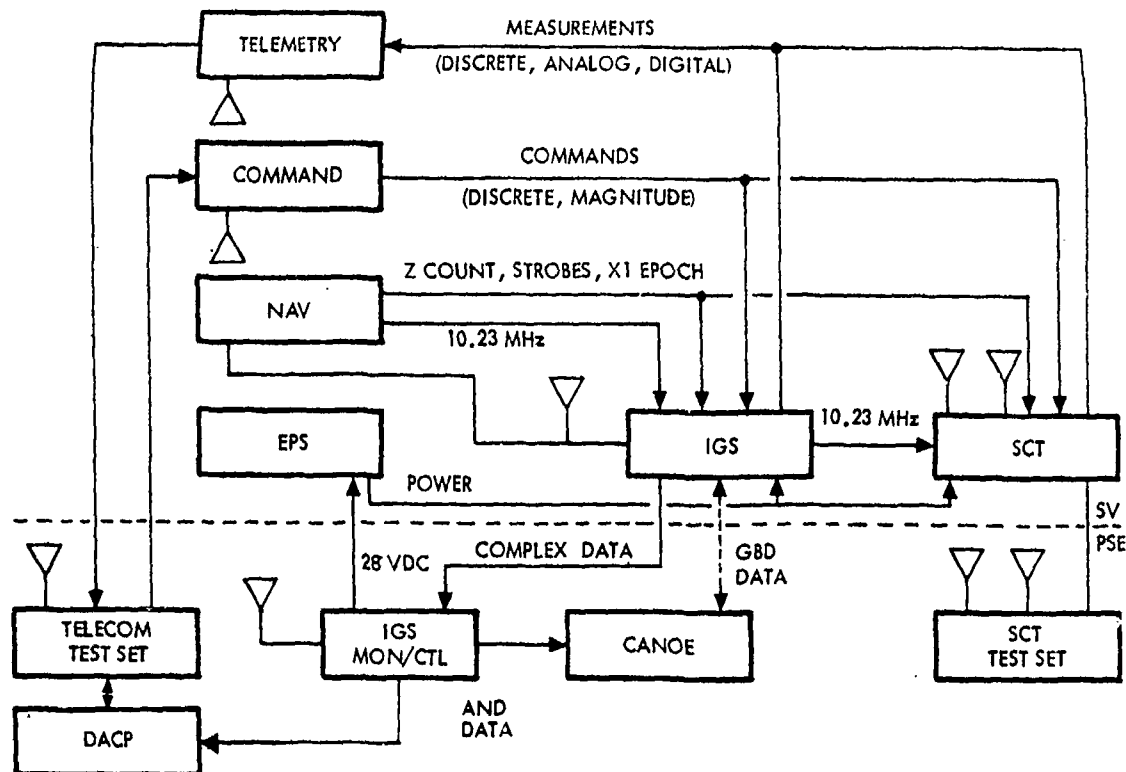 TELEMETRY
MEASUREMENTS
(DISCRETE, ANALOG, DIGITAL)
COMMAND
COMMANDS
(DISCRETE, MAGNITUDE)
NAV
Z COUNT, STROBES, X1 EPOCH
10.23 MHz
EPS
IGS
10.23 MHz
SCT
POWER
SV
PSE
28 VDC
COMPLEX DATA
GBD
DATA
TELECOM
TEST SET
IGS
MON/CTL
CANOE
SCT
TEST SET
AND
DATA
DACP